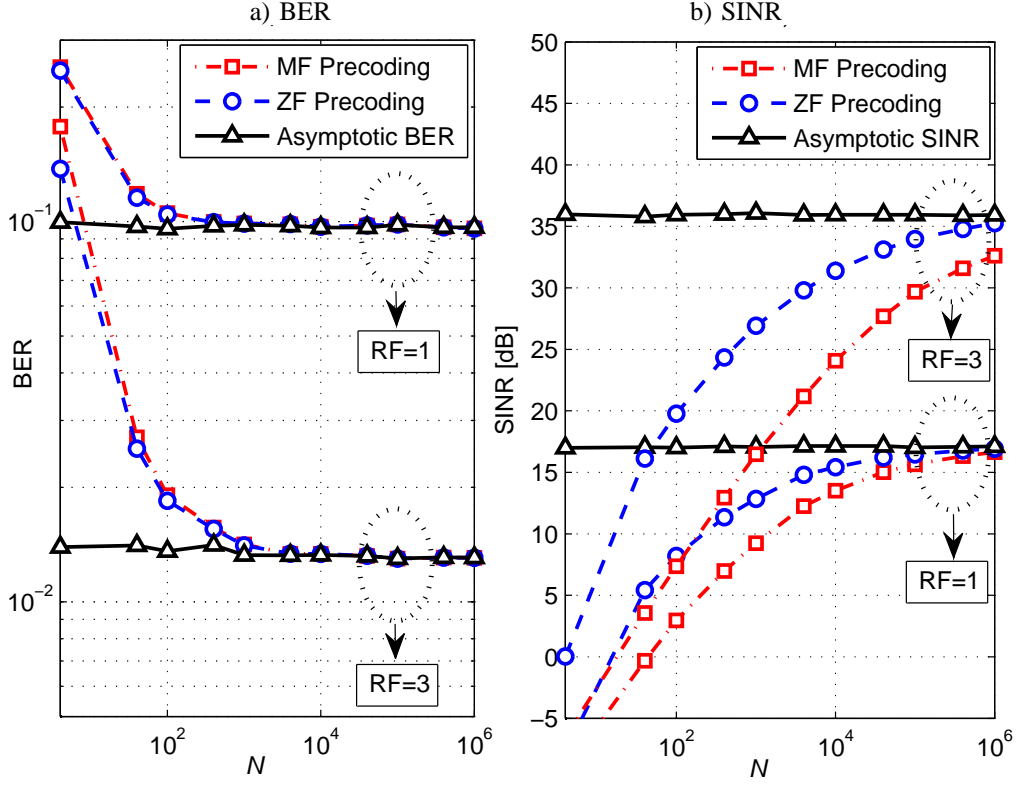 a) BER
MF Precoding
ZF Precoding
Asymptotic BER
10^-1
10^-2
BER
RF=1
RF=3
10^2
10^4
10^6
N
b) SINR
MF Precoding
ZF Precoding
Asymptotic SINR
50
45
40
35
30
25
20
15
10
5
0
-5
SINR [dB]
RF=3
RF=1
10^2
10^4
10^6
N